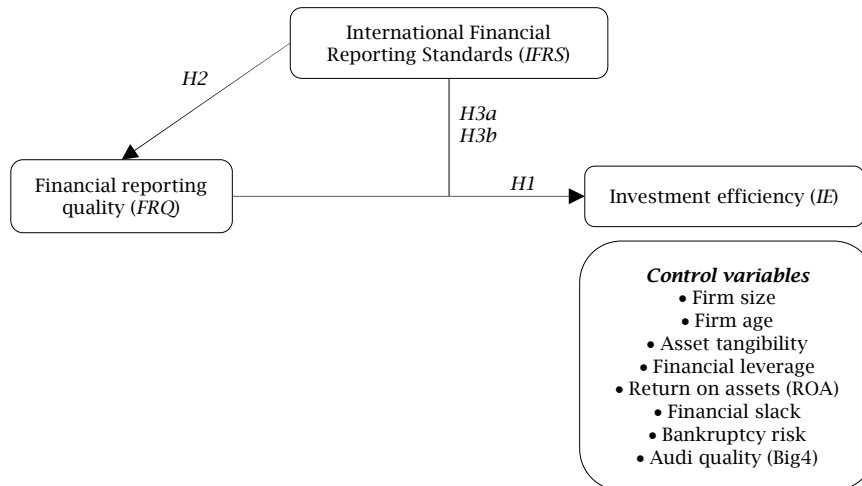 International Financial
Reporting Standards (IFRS)
H2
H3a
H3b
Financial reporting
quality (FRQ)
H1
Investment efficiency (IE)
Control variables
• Firm size
• Firm age
• Asset tangibility
• Financial leverage
• Return on assets (ROA)
• Financial slack
• Bankruptcy risk
• Audi quality (Big4)